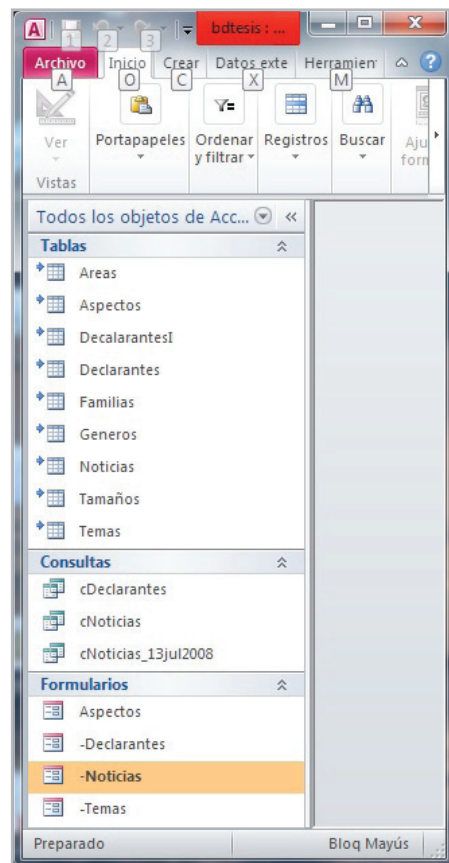 A 1 2 3 bdtesis : ...
Archivo Inicio Crear Datos exte Herramien
A O C X M
Ver Portapapeles Ordenar y filtrar Registros Buscar Aju form
Vistas
Todos los objetos de Acc...
Tablas
Areas
Aspectos
DecalarantesI
Declarantes
Familias
Generos
Noticias
Tamaños
Temas
Consultas
cDeclarantes
cNoticias
cNoticias_13jul2008
Formularios
Aspectos
-Declarantes
-Noticias
-Temas
Preparado Bloq Mayús